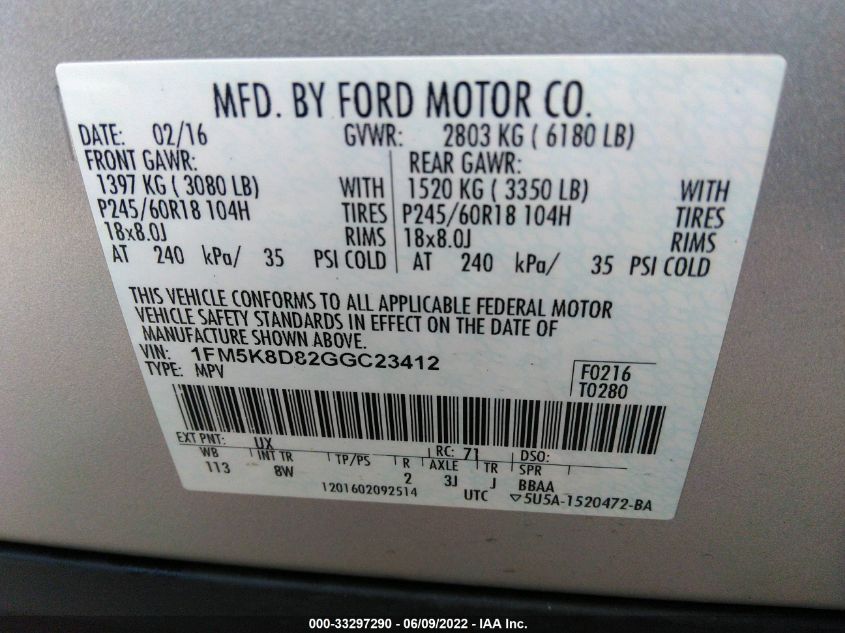 MFD. BY FORD MOTOR CO.
DATE: 02/16 GVWR: 2803 KG ( 6180 LB)
FRONT GAWR: REAR GAWR:
1397 KG ( 3080 LB) WITH 1520 KG ( 3350 LB) WITH
P245/60R18 104H TIRES P245/60R18 104H TIRES
18x8.0J RIMS 18x8.0J RIMS
AT 240 kPa/ 35 PSI COLD AT 240 kPa/ 35 PSI COLD
THIS VEHICLE CONFORMS TO ALL APPLICABLE FEDERAL MOTOR
VEHICLE SAFETY STANDARDS IN EFFECT ON THE DATE OF
MANUFACTURE SHOWN ABOVE.
VIN: 1FM5K8D82GGC23412
TYPE: MPV
F0216
T0280
EXT PNT: UX RC: 71 DSO:
WB INT TR TP/PS R AXLE TR SPR
113 8W 2 3J J BBAA
1201602092514 UTC ▽5U5A-1520472-BA
000-33297290 - 06/09/2022 - IAA Inc.